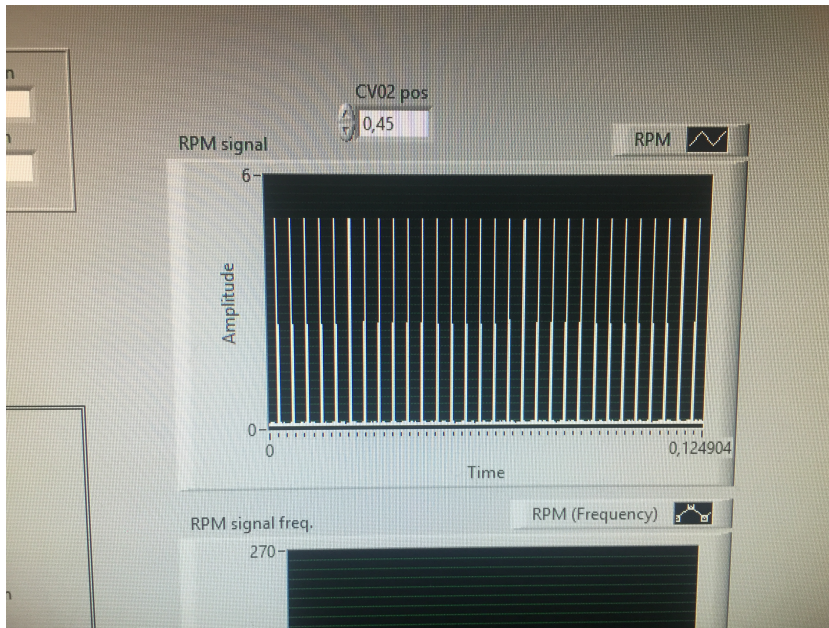 n
CV02 pos
0,45
n
RPM signal
RPM
6
Amplitude
0
0
0,124904
Time
RPM signal freq.
RPM (Frequency)
270
n